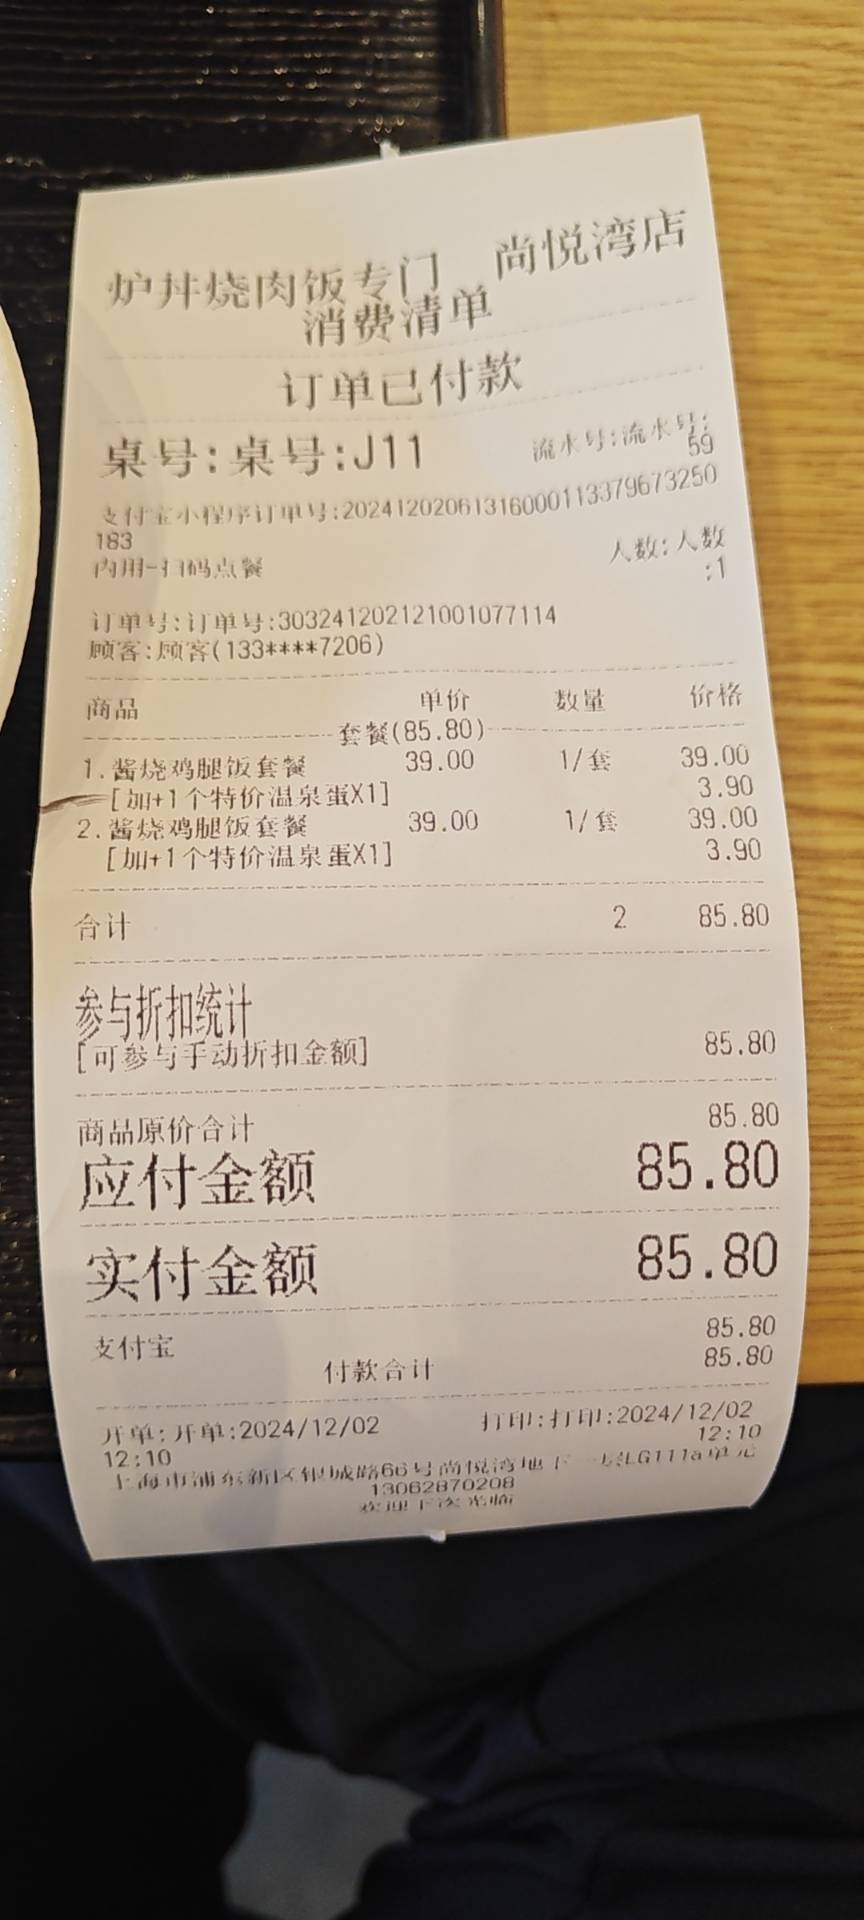 炉丼烧肉饭专门 尚悦湾店
消费清单
订单已付款
桌号:桌号:J11 流水号:流水号:
59
支付宝小程序订单号:2024120206131600011337967325​0
183
内用-扫码点餐 人数:人数
:1
订单号:订单号:303241202121001077114
顾客:顾客(133****7206)
商品 单价 数量 价格
套餐(85.80)
1.酱烧鸡腿饭套餐 39.00 1/套 39.00
[加+1个特价温泉蛋X1] 3.90
2.酱烧鸡腿饭套餐 39.00 1/套 39.00
[加+1个特价温泉蛋X1] 3.90
合计 2 85.80
参与折扣统计
[可参与手动折扣金额] 85.80
商品原价合计 85.80
应付金额 85.80
实付金额 85.80
支付宝 85.80
付款合计 85.80
开单:开单:2024/12/02 打印:打印:2024/12/02
12:10 12:10
上海市浦东新区银城路66号尚悦湾地下一层LG111a单元
13062870208
欢迎下次光临